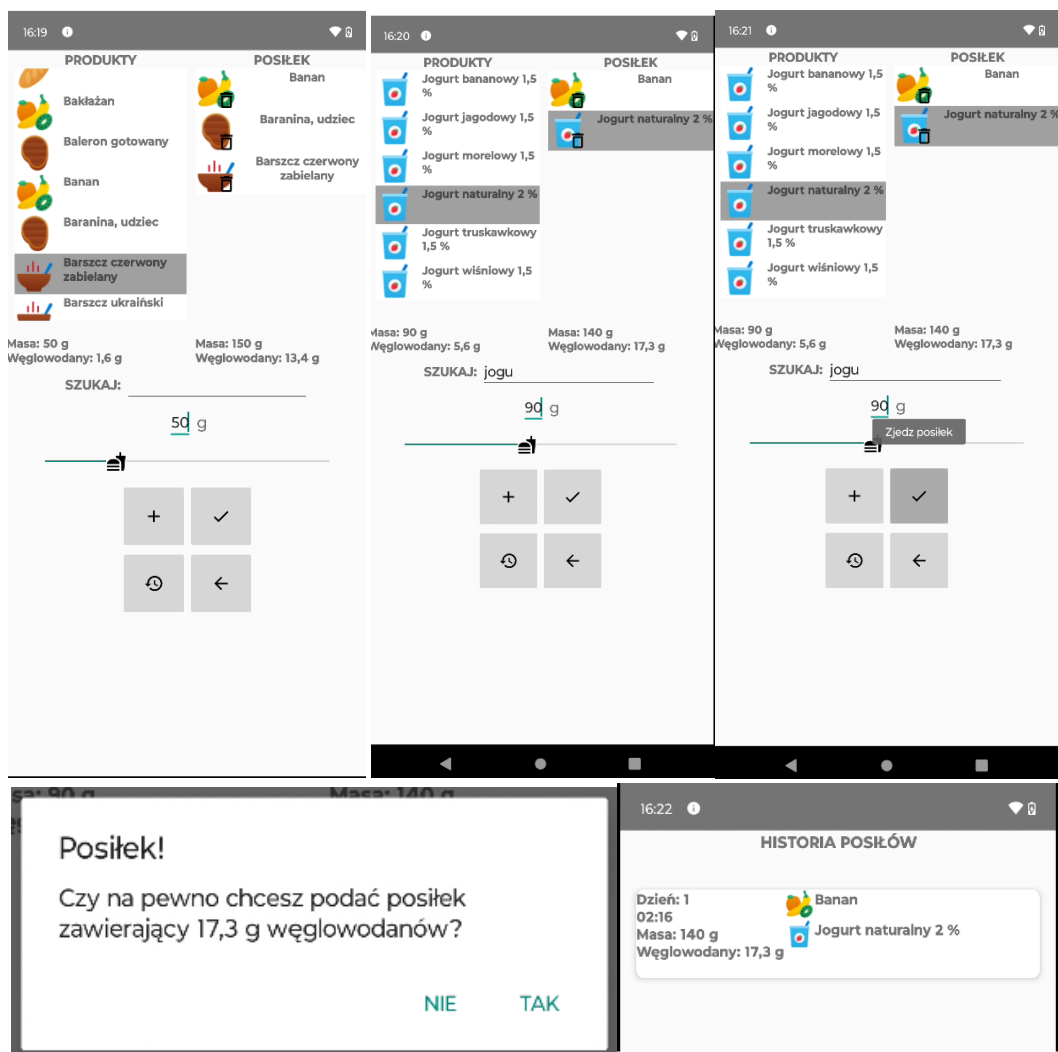 16:19
PRODUKTY
POSIŁEK
Bakłażan
Baleron gotowany
Banan
Baranina, udziec
Barszcz czerwony
zabielany
Barszcz ukraiński
Banan
Baranina, udziec
Barszcz czerwony
zabielany
Masa: 50 g
Węglowodany: 1,6 g
Masa: 150 g
Węglowodany: 13,4 g
SZUKAJ:
50 g
16:20
PRODUKTY
POSIŁEK
Jogurt bananowy 1,5
%
Jogurt jagodowy 1,5
%
Jogurt morelowy 1,5
%
Jogurt naturalny 2 %
Jogurt truskawkowy
1,5 %
Jogurt wiśniowy 1,5
%
Banan
Jogurt naturalny 2 %
Masa: 90 g
Węglowodany: 5,6 g
Masa: 140 g
Węglowodany: 17,3 g
SZUKAJ: jogu
90 g
16:21
PRODUKTY
POSIŁEK
Jogurt bananowy 1,5
%
Jogurt jagodowy 1,5
%
Jogurt morelowy 1,5
%
Jogurt naturalny 2 %
Jogurt truskawkowy
1,5 %
Jogurt wiśniowy 1,5
%
Banan
Jogurt naturalny 2 %
Masa: 90 g
Węglowodany: 5,6 g
Masa: 140 g
Węglowodany: 17,3 g
SZUKAJ: jogu
90 g
Zjedz posiłek
Masa: 140 g
Posiłek!
Czy na pewno chcesz podać posiłek
zawierający 17,3 g węglowodanów?
NIE TAK
16:22
HISTORIA POSIŁÓW
Dzień: 1
02:16
Masa: 140 g
Węglowodany: 17,3 g
Banan
Jogurt naturalny 2 %